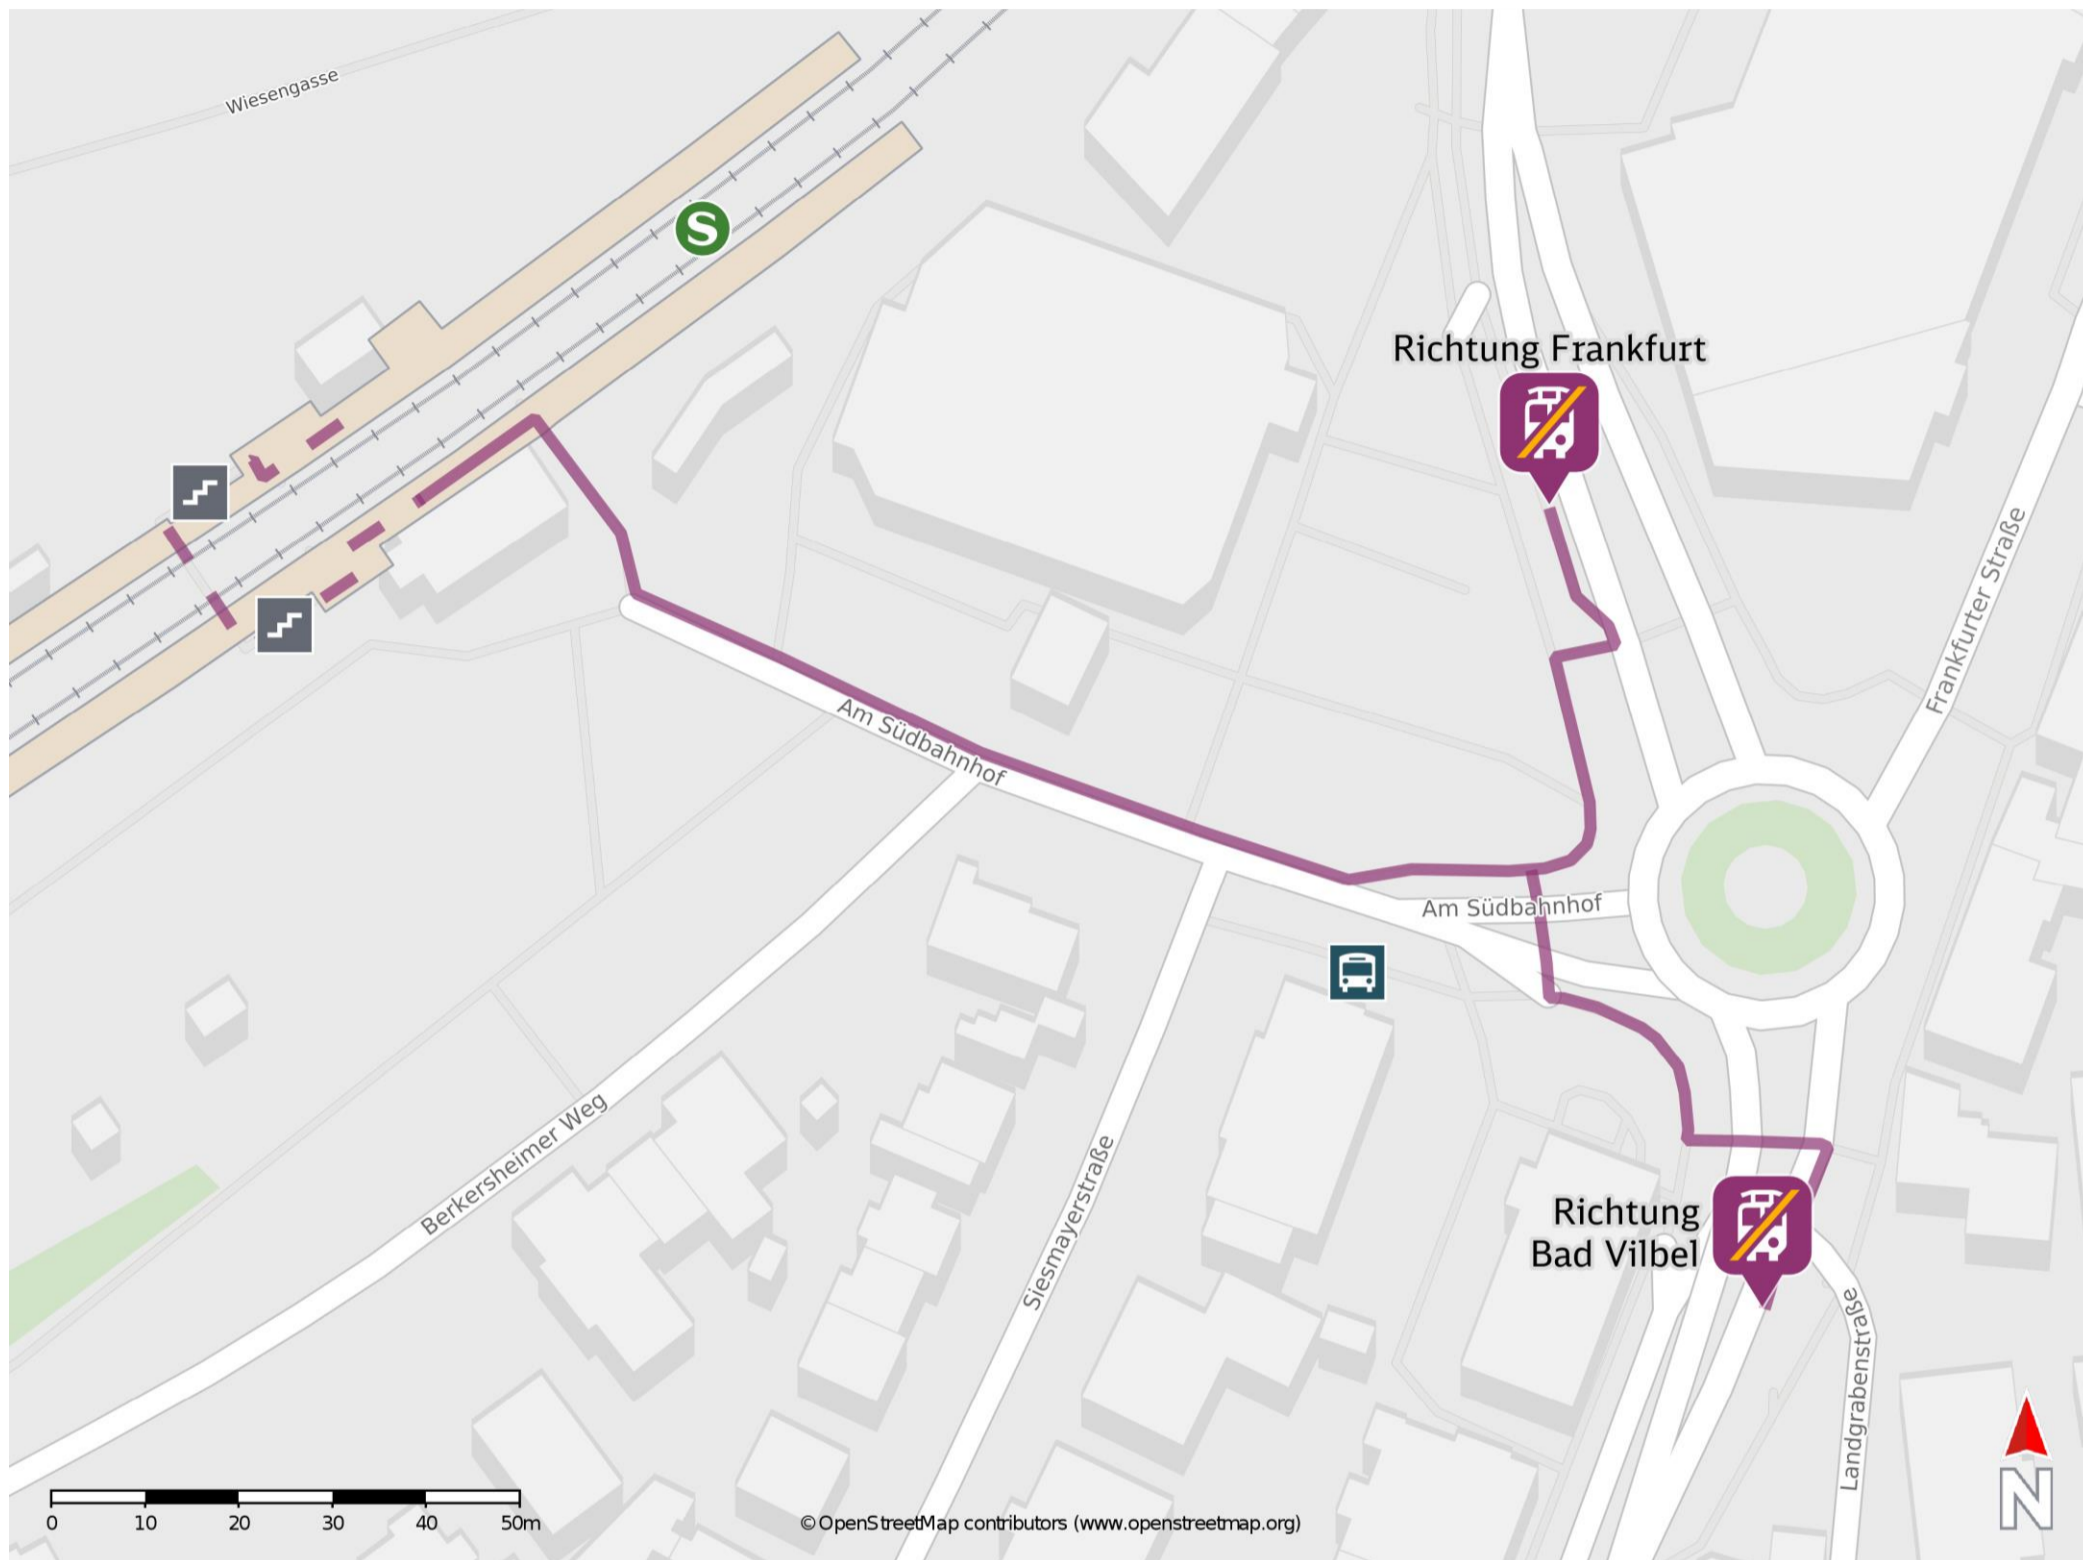 Wiesengasse
S
Richtung Frankfurt
Frankfurter Straße
Am Südbahnhof
Am Südbahnhof
Berkersheimer Weg
Siesmayerstraße
Richtung
Bad Vilbel
Landgrabenstraße
0 10 20 30 40 50m
© OpenStreetMap contributors (www.openstreetmap.org)
N